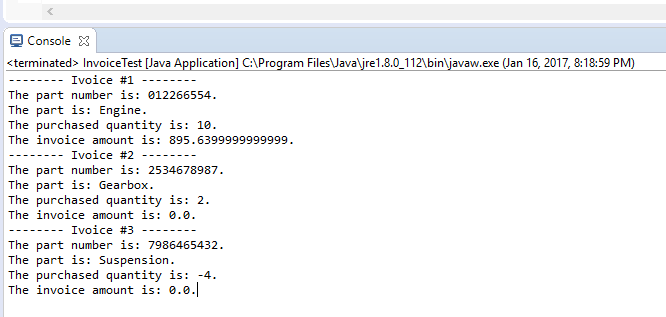 Console
<terminated> InvoiceTest [Java Application] C:\Program Files\Java\jre1.8.0_112\bin\javaw.exe (Jan 16, 2017, 8:18:59 PM)
-------- Ivoice #1 --------
The part number is: 012266554.
The part is: Engine.
The purchased quantity is: 10.
The invoice amount is: 895.6399999999999.
-------- Ivoice #2 --------
The part number is: 2534678987.
The part is: Gearbox.
The purchased quantity is: 2.
The invoice amount is: 0.0.
-------- Ivoice #3 --------
The part number is: 7986465432.
The part is: Suspension.
The purchased quantity is: -4.
The invoice amount is: 0.0.